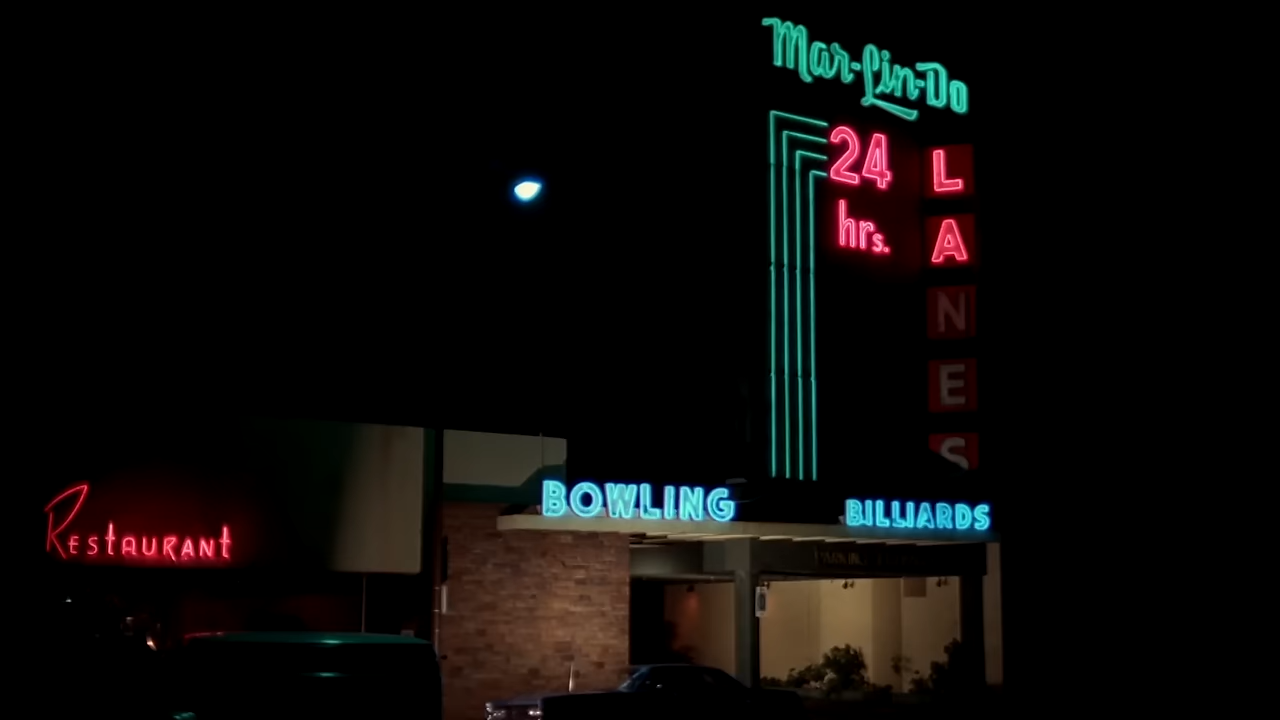 Mar-Lin-Do
24
hrs.
LANES
BOWLING
BILLIARDS
RESTAURANT